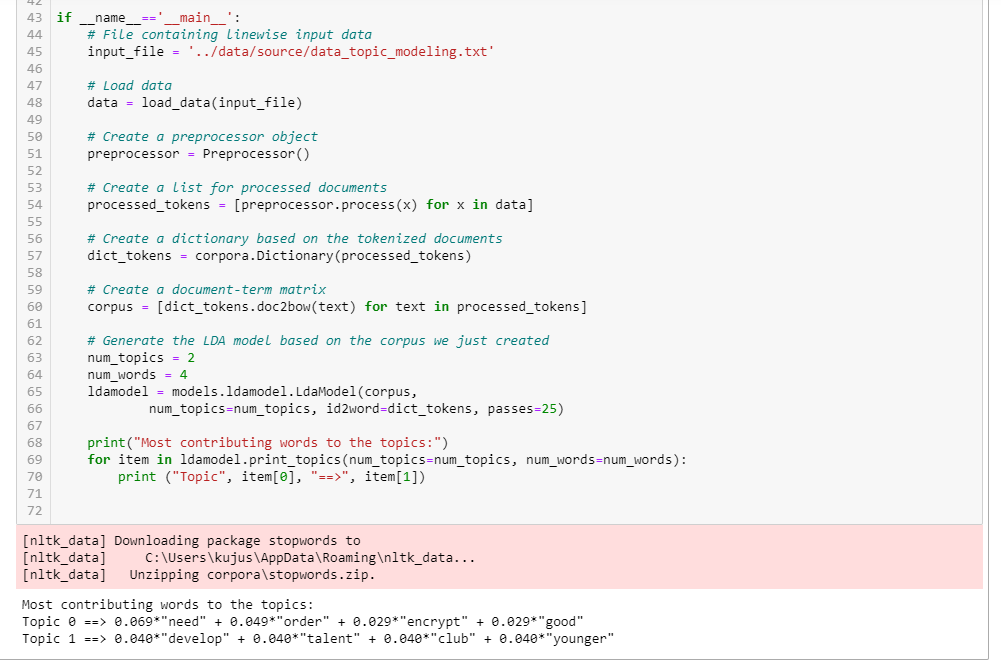 42
43 if __name__=='__main__':
44     # File containing linewise input data
45     input_file = '../data/source/data_topic_modeling.txt'
46
47     # Load data
48     data = load_data(input_file)
49
50     # Create a preprocessor object
51     preprocessor = Preprocessor()
52
53     # Create a list for processed documents
54     processed_tokens = [preprocessor.process(x) for x in data]
55
56     # Create a dictionary based on the tokenized documents
57     dict_tokens = corpora.Dictionary(processed_tokens)
58
59     # Create a document-term matrix
60     corpus = [dict_tokens.doc2bow(text) for text in processed_tokens]
61
62     # Generate the LDA model based on the corpus we just created
63     num_topics = 2
64     num_words = 4
65     ldamodel = models.ldamodel.LdaModel(corpus,
66             num_topics=num_topics, id2word=dict_tokens, passes=25)
67
68     print("Most contributing words to the topics:")
69     for item in ldamodel.print_topics(num_topics=num_topics, num_words=num_words):
70         print ("Topic", item[0], "==>", item[1])
71
72
[nltk_data] Downloading package stopwords to
[nltk_data]     C:\Users\kujus\AppData\Roaming\nltk_data...
[nltk_data]   Unzipping corpora\stopwords.zip.
Most contributing words to the topics:
Topic 0 ==> 0.069*"need" + 0.049*"order" + 0.029*"encrypt" + 0.029*"good"
Topic 1 ==> 0.040*"develop" + 0.040*"talent" + 0.040*"club" + 0.040*"younger"